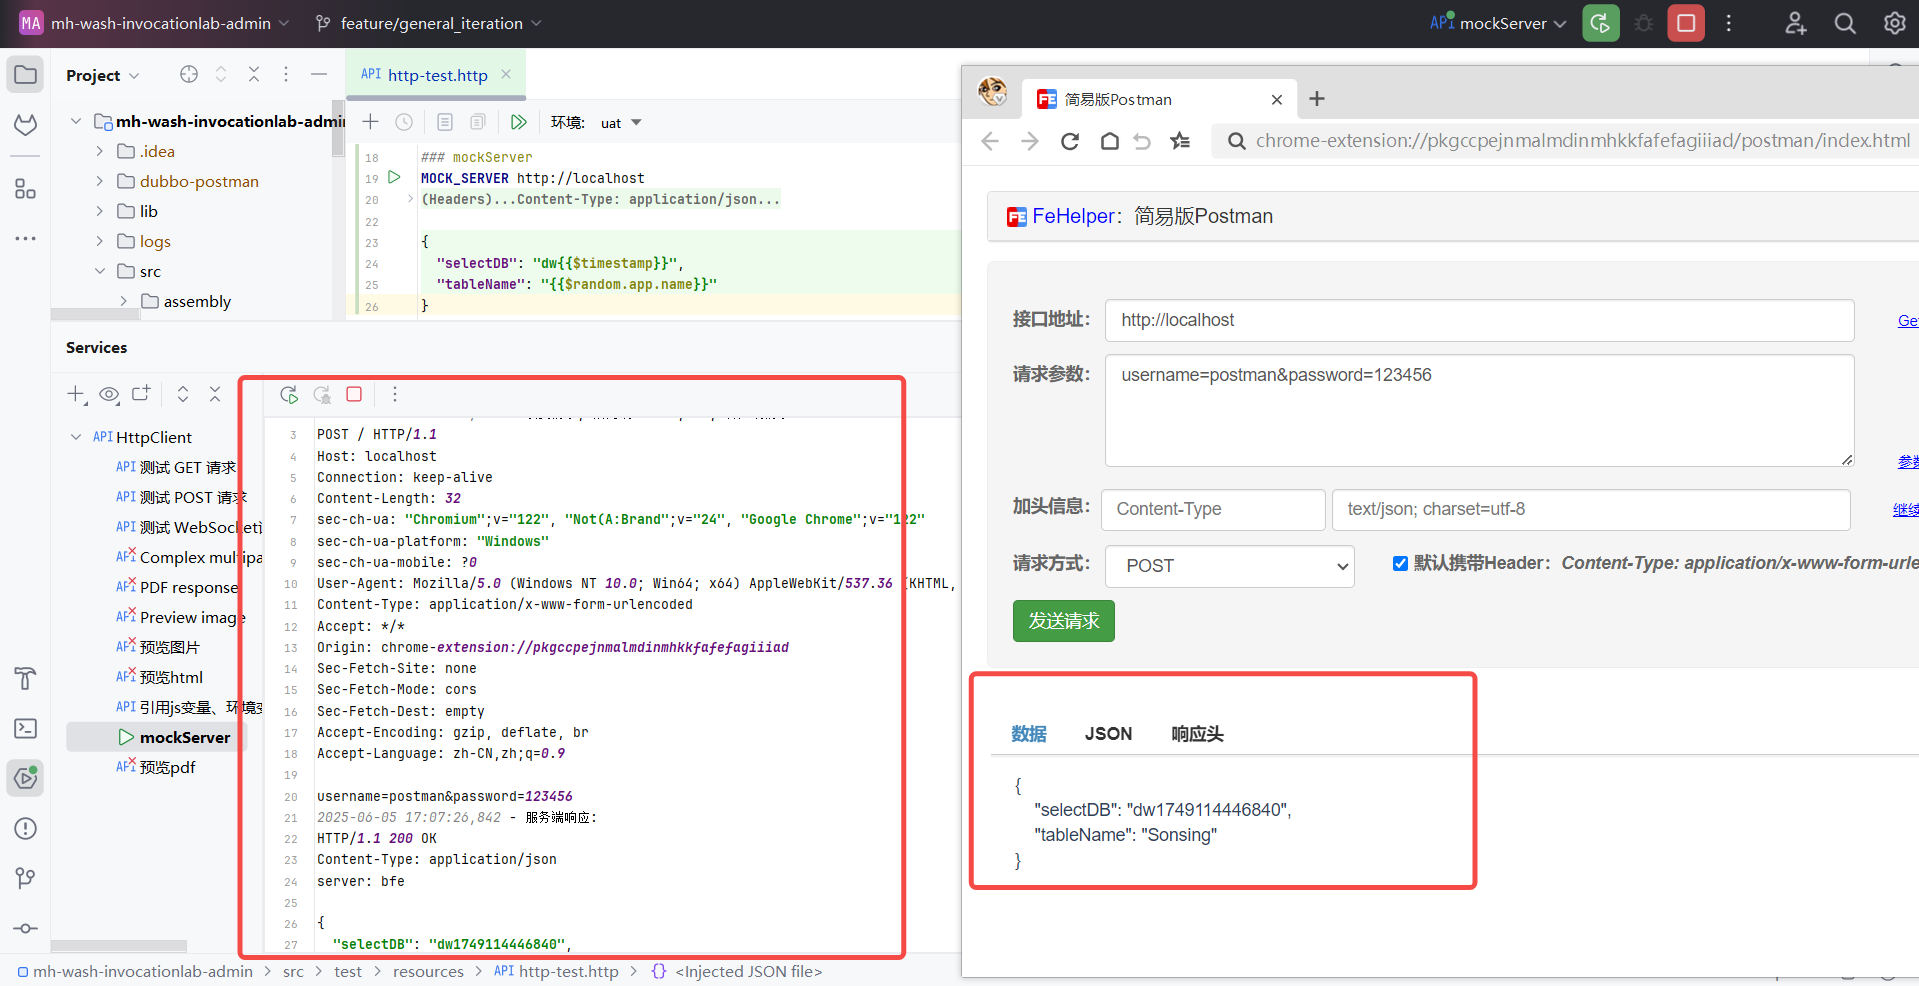 MA mh-wash-invocationlab-admin
feature/general_iteration
API mockServer
Project
API http-test.http
mh-wash-invocationlab-admi
.idea
dubbo-postman
lib
logs
src
assembly
环境: uat
18 ### mockServer
19 MOCK_SERVER http://localhost
20 (Headers)...Content-Type: application/json...
22
23 {
24 "selectDB": "dw{{$timestamp}}",
25 "tableName": "{{$random.app.name}}"
26 }
Services
API HttpClient
API 测试 GET 请求
API 测试 POST 请求
API 测试 WebSocket
API Complex multipa
API PDF response
API Preview image
API 预览图片
API 预览html
API 引用js变量、环境变
mockServer
API 预览pdf
3 POST / HTTP/1.1
4 Host: localhost
5 Connection: keep-alive
6 Content-Length: 32
7 sec-ch-ua: "Chromium";v="122", "Not(A:Brand";v="24", "Google Chrome";v="122"
8 sec-ch-ua-platform: "Windows"
9 sec-ch-ua-mobile: ?0
10 User-Agent: Mozilla/5.0 (Windows NT 10.0; Win64; x64) AppleWebKit/537.36 (KHTML,
11 Content-Type: application/x-www-form-urlencoded
12 Accept: */*
13 Origin: chrome-extension://pkgccpejnmalmdinmhkkfafefagiiiad
14 Sec-Fetch-Site: none
15 Sec-Fetch-Mode: cors
16 Sec-Fetch-Dest: empty
17 Accept-Encoding: gzip, deflate, br
18 Accept-Language: zh-CN,zh;q=0.9
19
20 username=postman&password=123456
21 2025-06-05 17:07:26,842 - 服务端响应:
22 HTTP/1.1 200 OK
23 Content-Type: application/json
24 server: bfe
25
26 {
27 "selectDB": "dw1749114446840",
mh-wash-invocationlab-admin > src > test > resources > API http-test.http > {} <Injected JSON file>
FE 简易版Postman
chrome-extension://pkgccpejnmalmdinmhkkfafefagiiiad/postman/index.html
FE FeHelper: 简易版Postman
接口地址: http://localhost
Ge
请求参数: username=postman&password=123456
参数
加头信息: Content-Type text/json; charset=utf-8
继续
请求方式: POST
默认携带Header: Content-Type: application/x-www-form-urle
发送请求
数据 JSON 响应头
{
"selectDB": "dw1749114446840",
"tableName": "Sonsing"
}